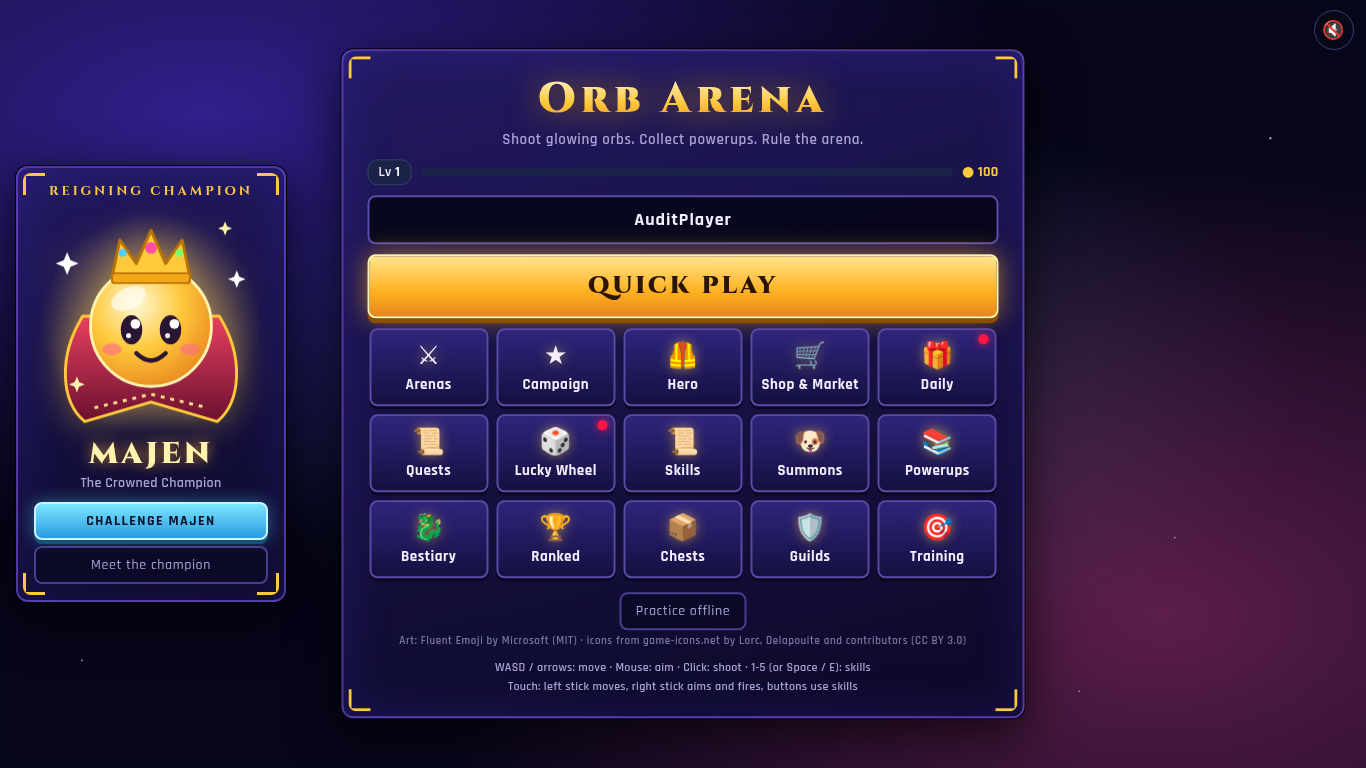 REIGNING CHAMPION
MAJEN
The Crowned Champion
CHALLENGE MAJEN
Meet the champion
ORB ARENA
Shoot glowing orbs. Collect powerups. Rule the arena.
Lv 1
100
AuditPlayer
QUICK PLAY
Arenas
Campaign
Hero
Shop & Market
Daily
Quests
Lucky Wheel
Skills
Summons
Powerups
Bestiary
Ranked
Chests
Guilds
Training
Practice offline
Art: Fluent Emoji by Microsoft (MIT) · icons from game-icons.net by Lorc, Delapouite and contributors (CC BY 3.0)
WASD / arrows: move · Mouse: aim · Click: shoot · 1-5 (or Space / E): skills
Touch: left stick moves, right stick aims and fires, buttons use skills